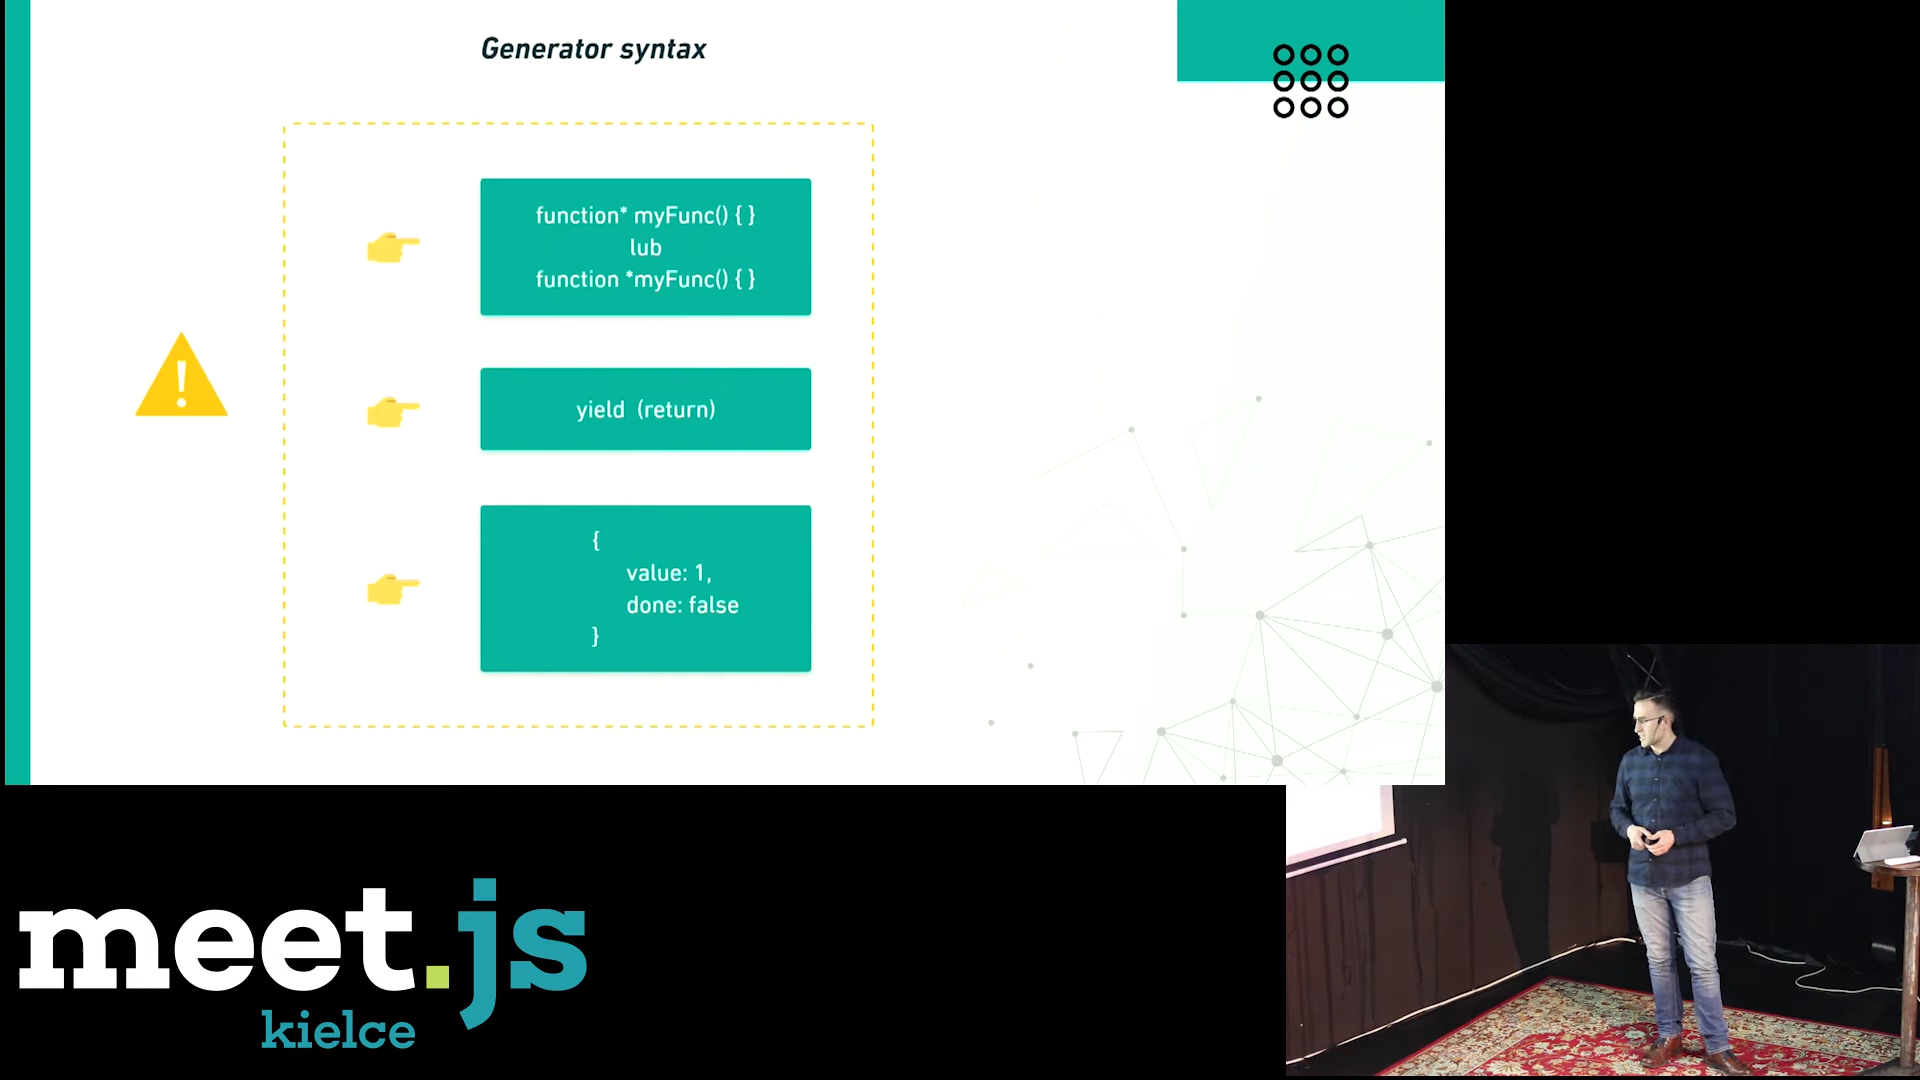 Generator syntax
function* myFunc() { }
lub
function *myFunc() { }
yield (return)
{
value: 1,
done: false
}
meet.js
kielce